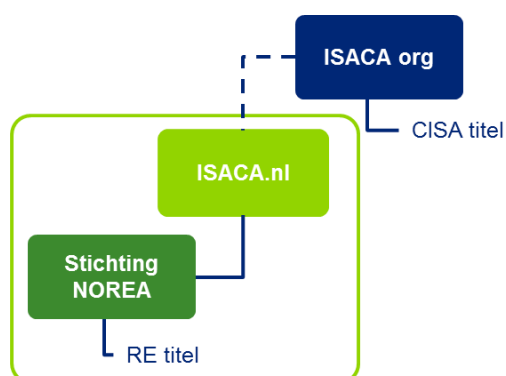 ISACA org
CISA titel
ISACA.nl
Stichting
NOREA
RE titel